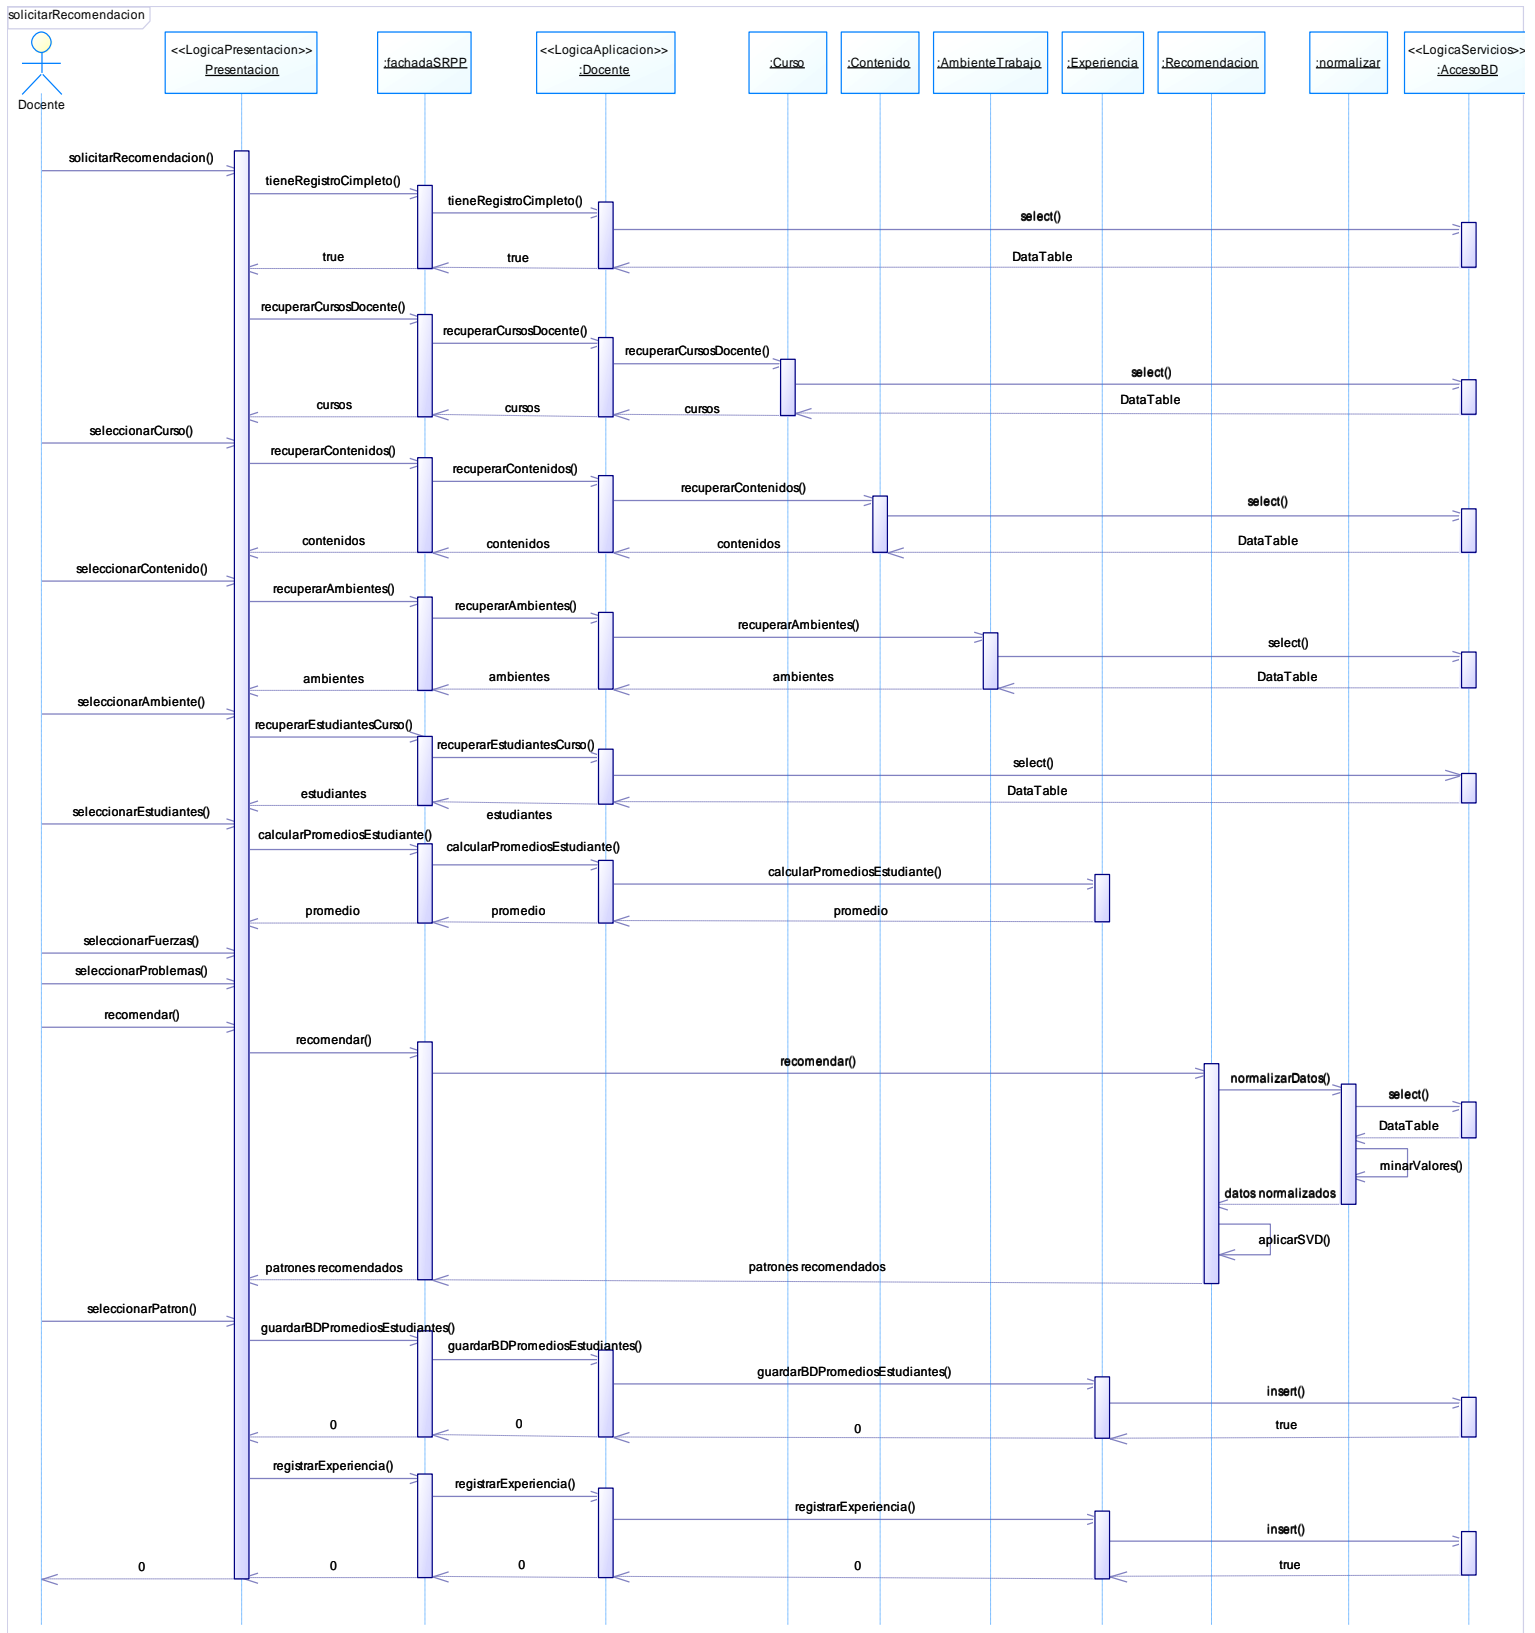 solicitarRecomendacion
<<LogicaPresentacion>>
Presentacion
:fachadaSRPP
<<LogicaAplicacion>>
:Docente
:Curso
:Contenido
:AmbienteTrabajo
:Experiencia
:Recomendacion
:normalizar
<<LogicaServicios>>
:AccesoBD
Docente
solicitarRecomendacion()
tieneRegistroCimpleto()
tieneRegistroCimpleto()
select()
true
true
DataTable
recuperarCursosDocente()
recuperarCursosDocente()
recuperarCursosDocente()
select()
cursos
cursos
cursos
DataTable
seleccionarCurso()
recuperarContenidos()
recuperarContenidos()
recuperarContenidos()
select()
contenidos
contenidos
contenidos
DataTable
seleccionarContenido()
recuperarAmbientes()
recuperarAmbientes()
recuperarAmbientes()
select()
ambientes
ambientes
ambientes
DataTable
seleccionarAmbiente()
recuperarEstudiantesCurso()
recuperarEstudiantesCurso()
select()
estudiantes
estudiantes
DataTable
seleccionarEstudiantes()
calcularPromediosEstudiante()
calcularPromediosEstudiante()
calcularPromediosEstudiante()
promedio
promedio
promedio
seleccionarFuerzas()
seleccionarProblemas()
recomendar()
recomendar()
recomendar()
normalizarDatos()
select()
DataTable
minarValores()
datos normalizados
aplicarSVD()
patrones recomendados
patrones recomendados
seleccionarPatron()
guardarBDPromediosEstudiantes()
guardarBDPromediosEstudiantes()
guardarBDPromediosEstudiantes()
insert()
0
0
0
true
registrarExperiencia()
registrarExperiencia()
registrarExperiencia()
insert()
0
0
0
0
true